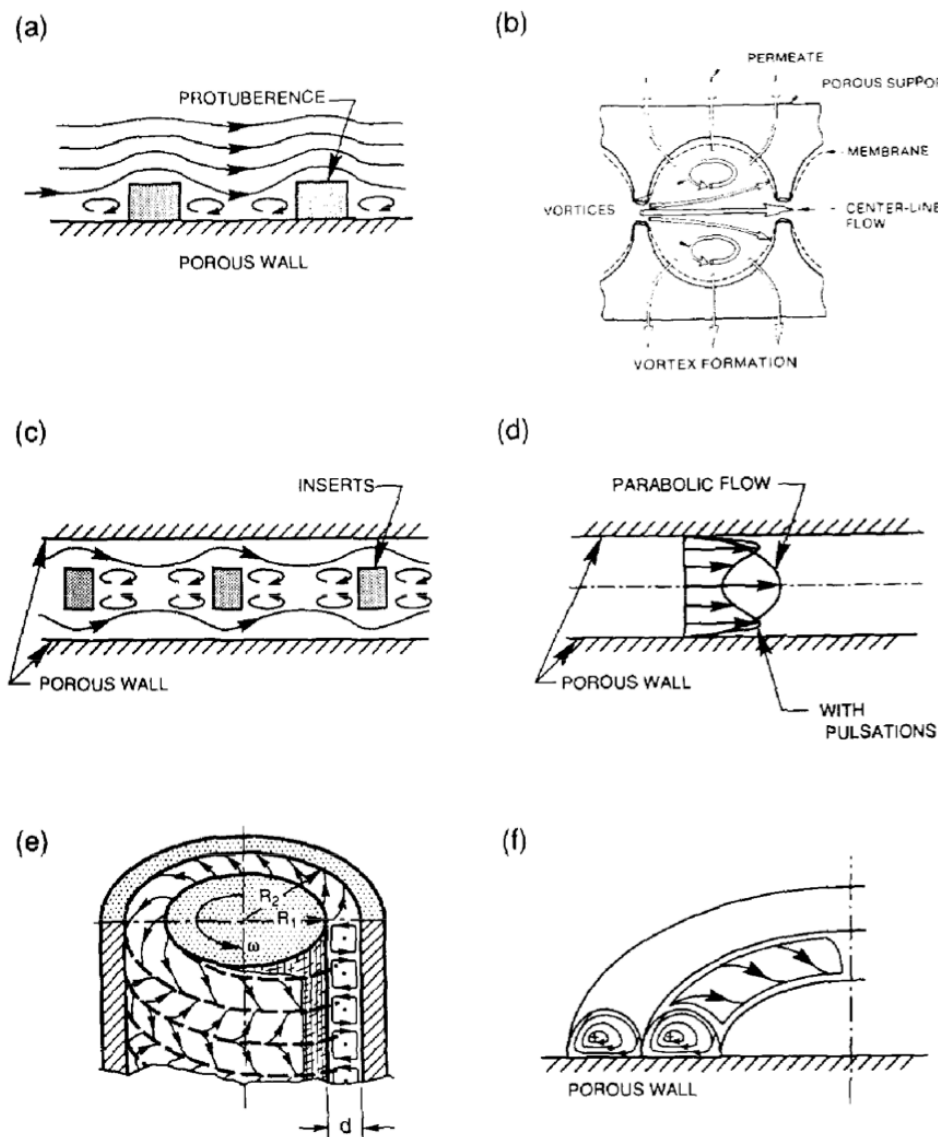 (a)
PROTUBERENCE
POROUS WALL
(b)
PERMEATE
POROUS SUPPOR
MEMBRANE
VORTICES
CENTER-LINE
FLOW
VORTEX FORMATION
(c)
INSERTS
POROUS WALL
(d)
PARABOLIC FLOW
POROUS WALL
WITH
PULSATIONS
(e)
R2
R1
ω
d
(f)
POROUS WALL